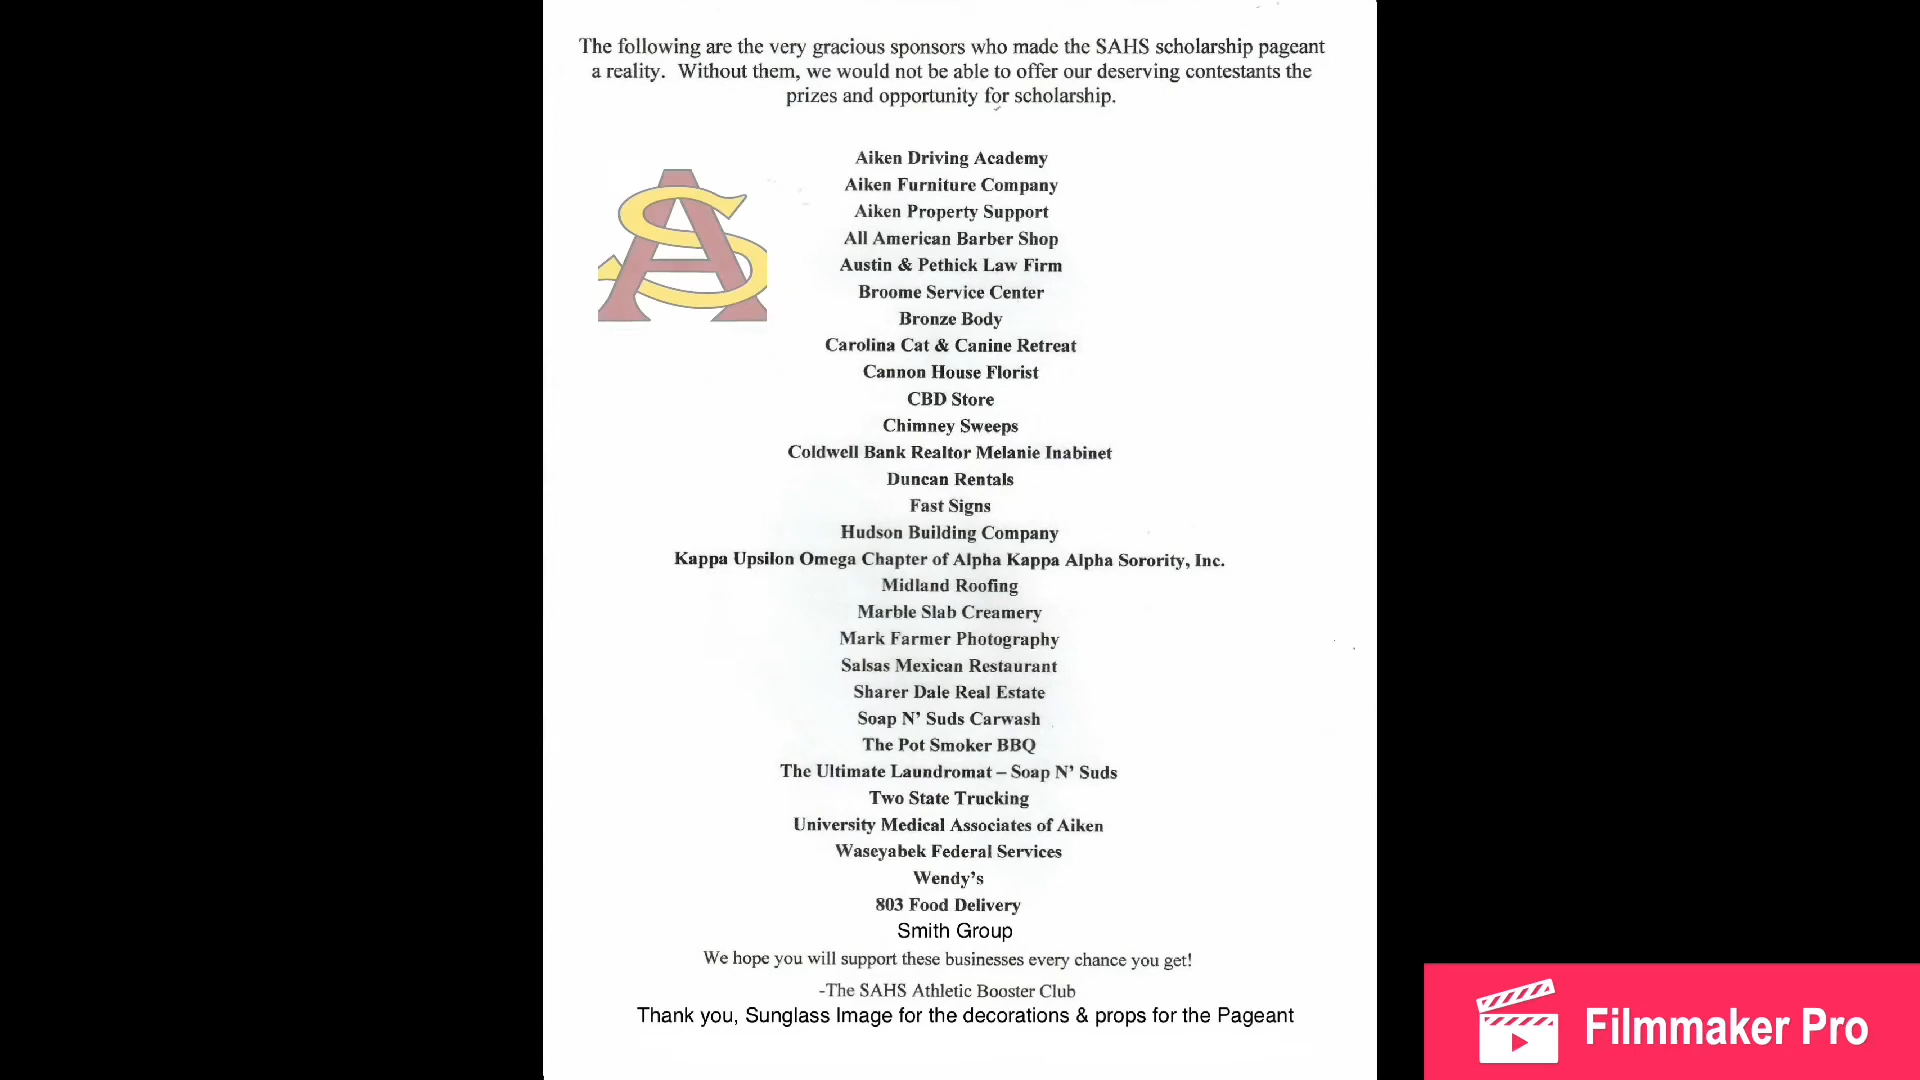 The following are the very gracious sponsors who made the SAHS scholarship pageant
a reality. Without them, we would not be able to offer our deserving contestants the
prizes and opportunity for scholarship.
AS
Aiken Driving Academy
Aiken Furniture Company
Aiken Property Support
All American Barber Shop
Austin & Pethick Law Firm
Broome Service Center
Bronze Body
Carolina Cat & Canine Retreat
Cannon House Florist
CBD Store
Chimney Sweeps
Coldwell Bank Realtor Melanie Inabinet
Duncan Rentals
Fast Signs
Hudson Building Company
Kappa Upsilon Omega Chapter of Alpha Kappa Alpha Sorority, Inc.
Midland Roofing
Marble Slab Creamery
Mark Farmer Photography
Salsas Mexican Restaurant
Sharer Dale Real Estate
Soap N’ Suds Carwash
The Pot Smoker BBQ
The Ultimate Laundromat – Soap N’ Suds
Two State Trucking
University Medical Associates of Aiken
Waseyabek Federal Services
Wendy’s
803 Food Delivery
Smith Group
We hope you will support these businesses every chance you get!
-The SAHS Athletic Booster Club
Thank you, Sunglass Image for the decorations & props for the Pageant
Filmmaker Pro